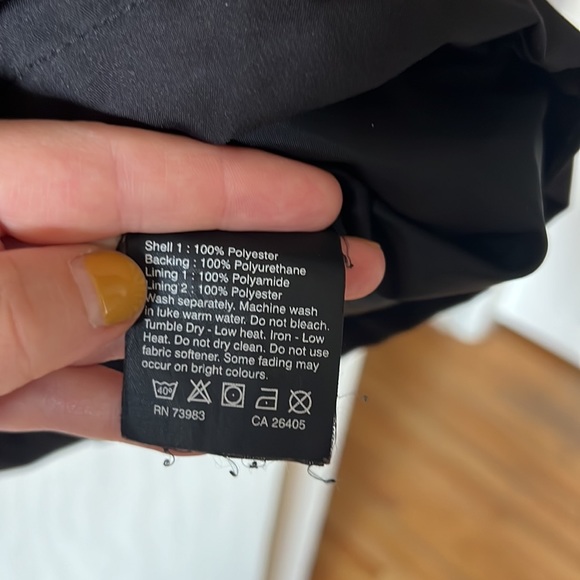 Shell 1 : 100% Polyester
Backing : 100% Polyurethane
Lining 1 : 100% Polyamide
Lining 2 : 100% Polyester
Wash separately. Machine wash
in luke warm water. Do not bleach.
Tumble Dry - Low heat. Iron - Low
Heat. Do not dry clean. Do not use
fabric softener. Some fading may
occur on bright colours.
40°
RN 73983 CA 26405